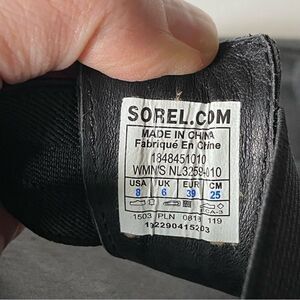 SOREL.COM
MADE IN CHINA
Fabriqué En Chine
1848451010
WMN'S NL3259-010
USA UK EUR CM
8 6 39 25
1503 PLN 0818 119
192290415203